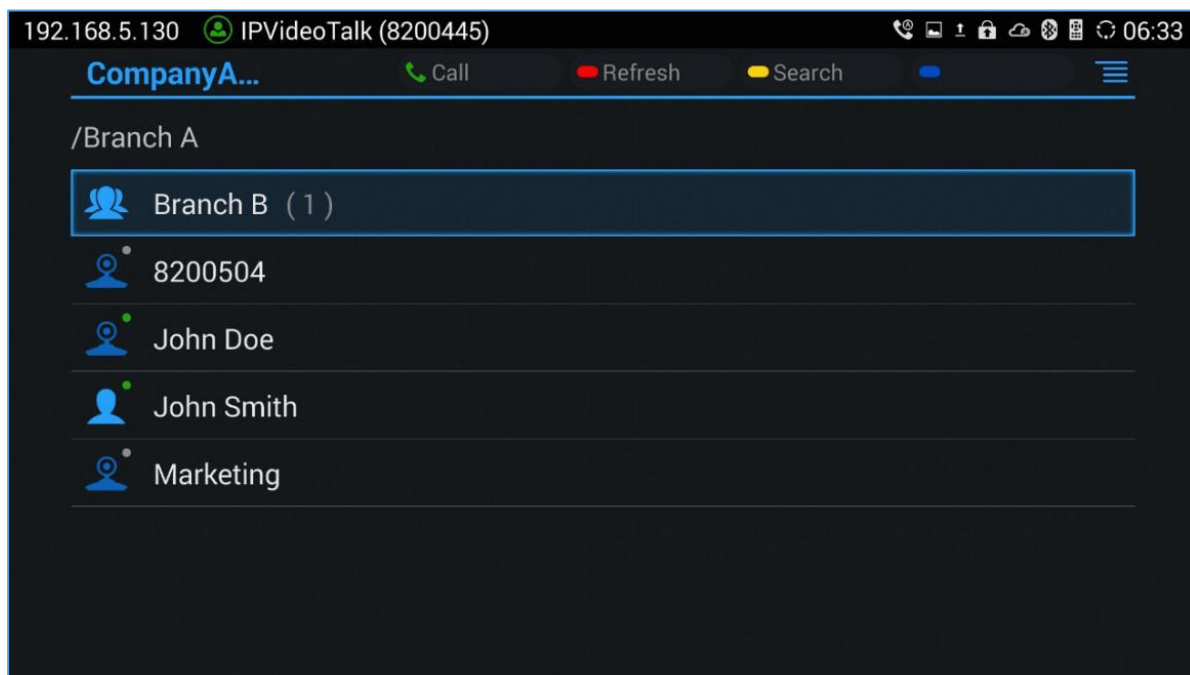 192.168.5.130 IPVideoTalk (8200445) 06:33
CompanyA... Call Refresh Search
/Branch A
Branch B ( 1 )
8200504
John Doe
John Smith
Marketing